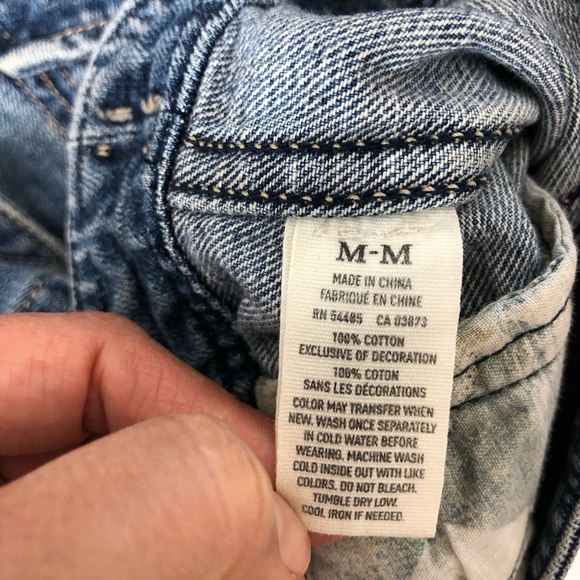 M-M
MADE IN CHINA
FABRIQUÉ EN CHINE
RN 54485 CA 03873
100% COTTON
EXCLUSIVE OF DECORATION
100% COTON
SANS LES DÉCORATIONS
COLOR MAY TRANSFER WHEN
NEW. WASH ONCE SEPARATELY
IN COLD WATER BEFORE
WEARING. MACHINE WASH
COLD INSIDE OUT WITH LIKE
COLORS. DO NOT BLEACH.
TUMBLE DRY LOW.
COOL IRON IF NEEDED.